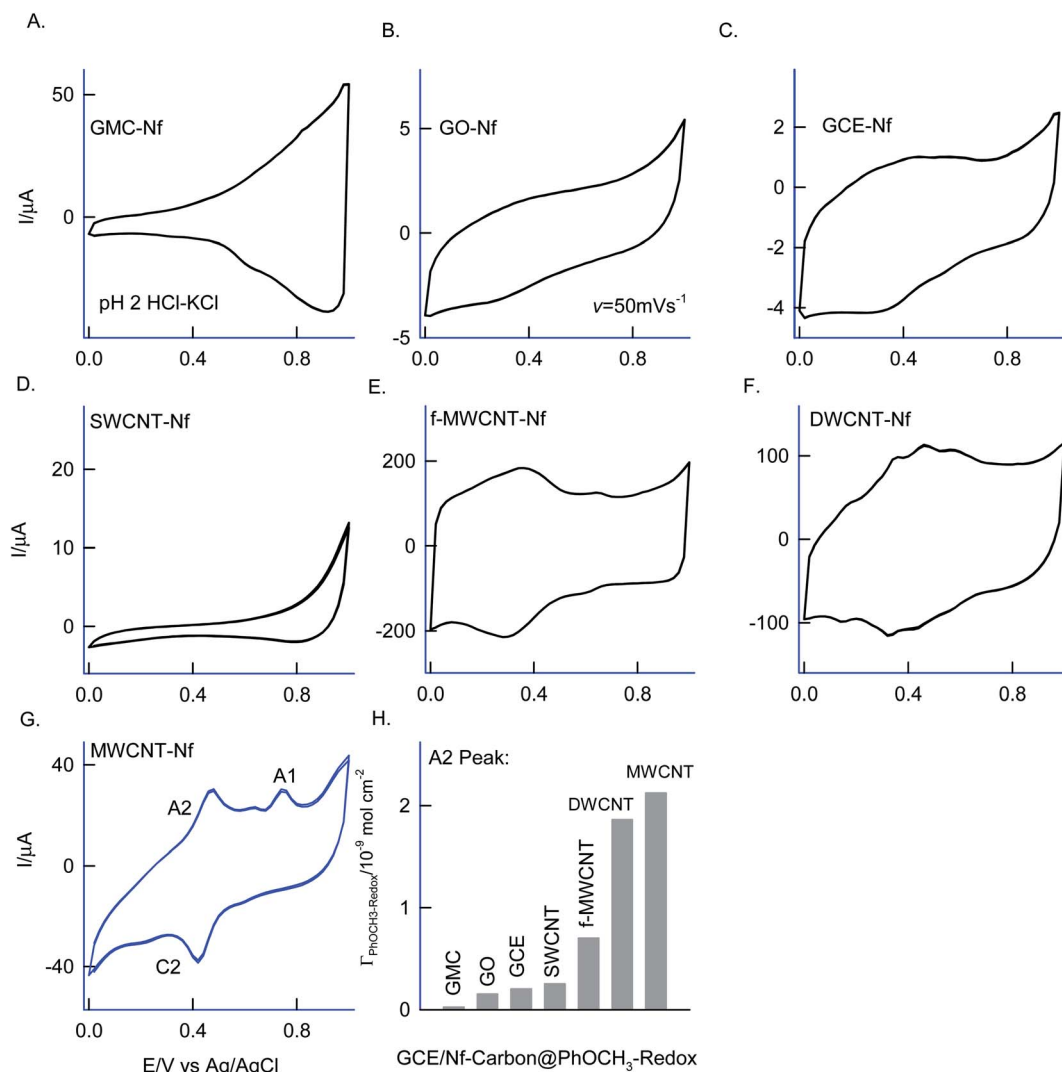 A.
B.
C.
50
0
I/µA
GMC-Nf
pH 2 HCl-KCl
0.0 0.4 0.8
5
0
-5
GO-Nf
v=50mVs-1
0.0 0.4 0.8
2
0
-2
-4
GCE-Nf
0.0 0.4 0.8
D.
E.
F.
SWCNT-Nf
20
10
0
I/µA
0.0 0.4 0.8
f-MWCNT-Nf
200
0
-200
0.0 0.4 0.8
DWCNT-Nf
100
0
-100
0.0 0.4 0.8
G.
H.
MWCNT-Nf
40
0
-40
I/µA
A2
A1
C2
0.0 0.4 0.8
E/V vs Ag/AgCl
A2 Peak:
2
1
0
ΓPhOCH3-Redox/10-9 mol cm-2
GMC
GO
GCE
SWCNT
f-MWCNT
DWCNT
MWCNT
GCE/Nf-Carbon@PhOCH3-Redox